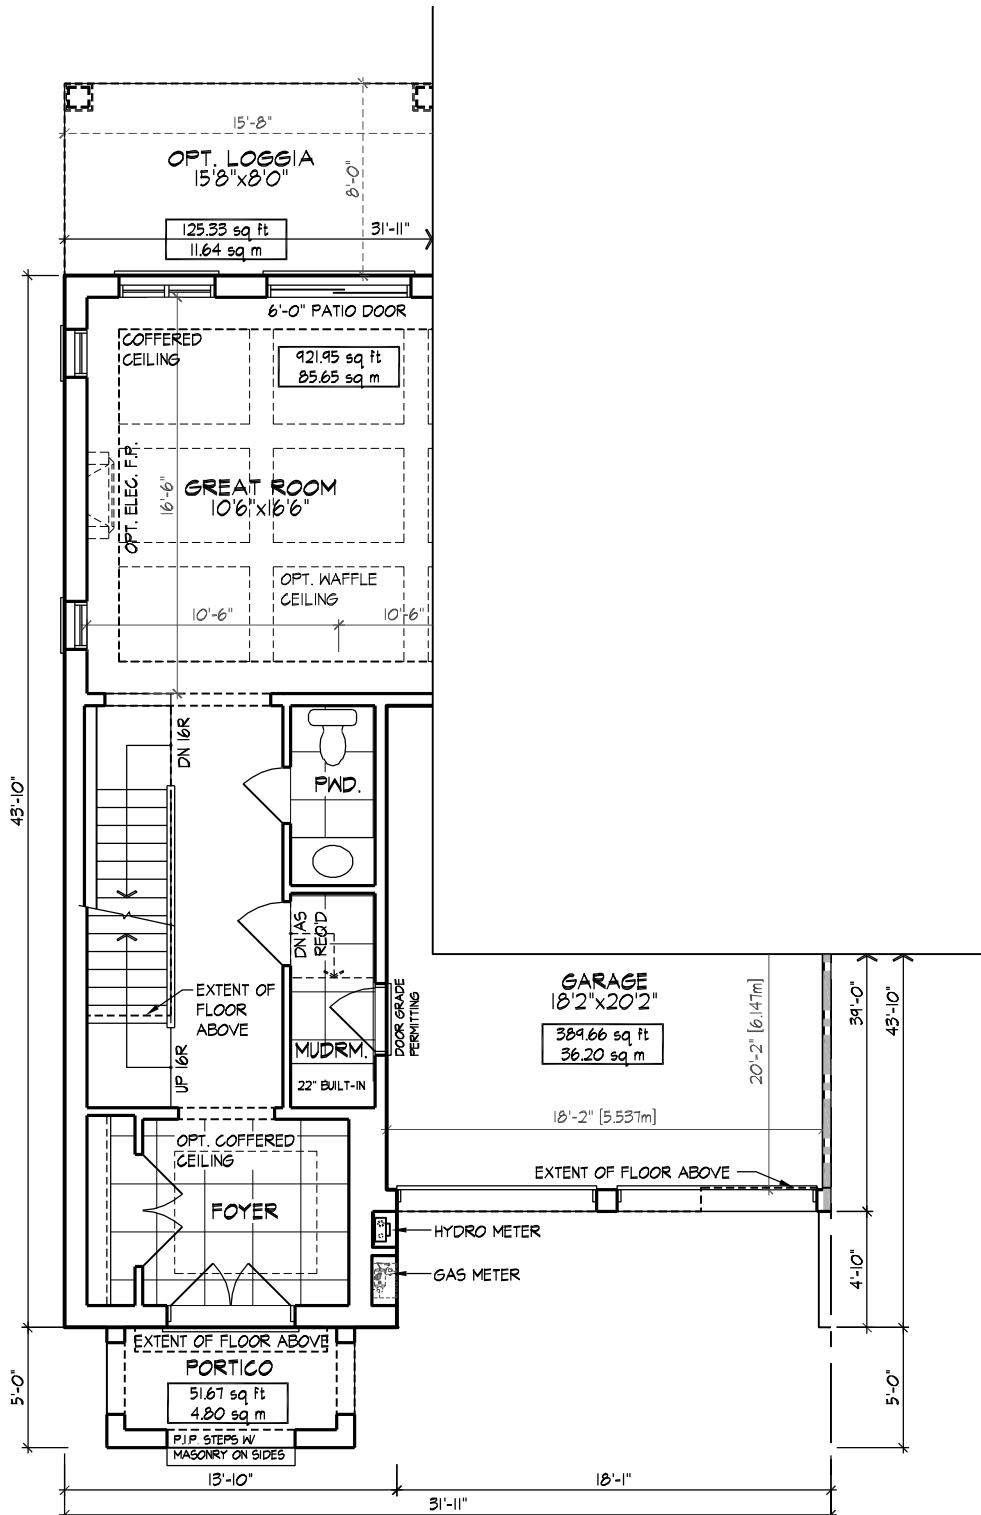 15'-8"
OPT. LOGGIA
15'8"x8'0"
8'-0"
125.33 sq ft
11.64 sq m
31'-11"
6'-0" PATIO DOOR
COFFERED
CEILING
921.95 sq ft
85.65 sq m
OPT. ELEC. F.P.
16'-6"
GREAT ROOM
10'6"x16'6"
OPT. WAFFLE
CEILING
10'-6"
10'-6"
DN 16R
PWD.
43'-10"
DN AS
REQ'D
EXTENT OF
FLOOR
ABOVE
UP 16R
MUDRM.
22" BUILT-IN
DOOR GRADE
PERMITTING
GARAGE
18'2"x20'2"
389.66 sq ft
36.20 sq m
20'-2" [6.147m]
39'-0"
43'-10"
18'-2" [5.537m]
OPT. COFFERED
CEILING
EXTENT OF FLOOR ABOVE
FOYER
HYDRO METER
GAS METER
4'-10"
EXTENT OF FLOOR ABOVE
PORTICO
51.67 sq ft
4.80 sq m
P.I.P. STEPS W/
MASONRY ON SIDES
5'-0"
5'-0"
13'-10"
18'-1"
31'-11"